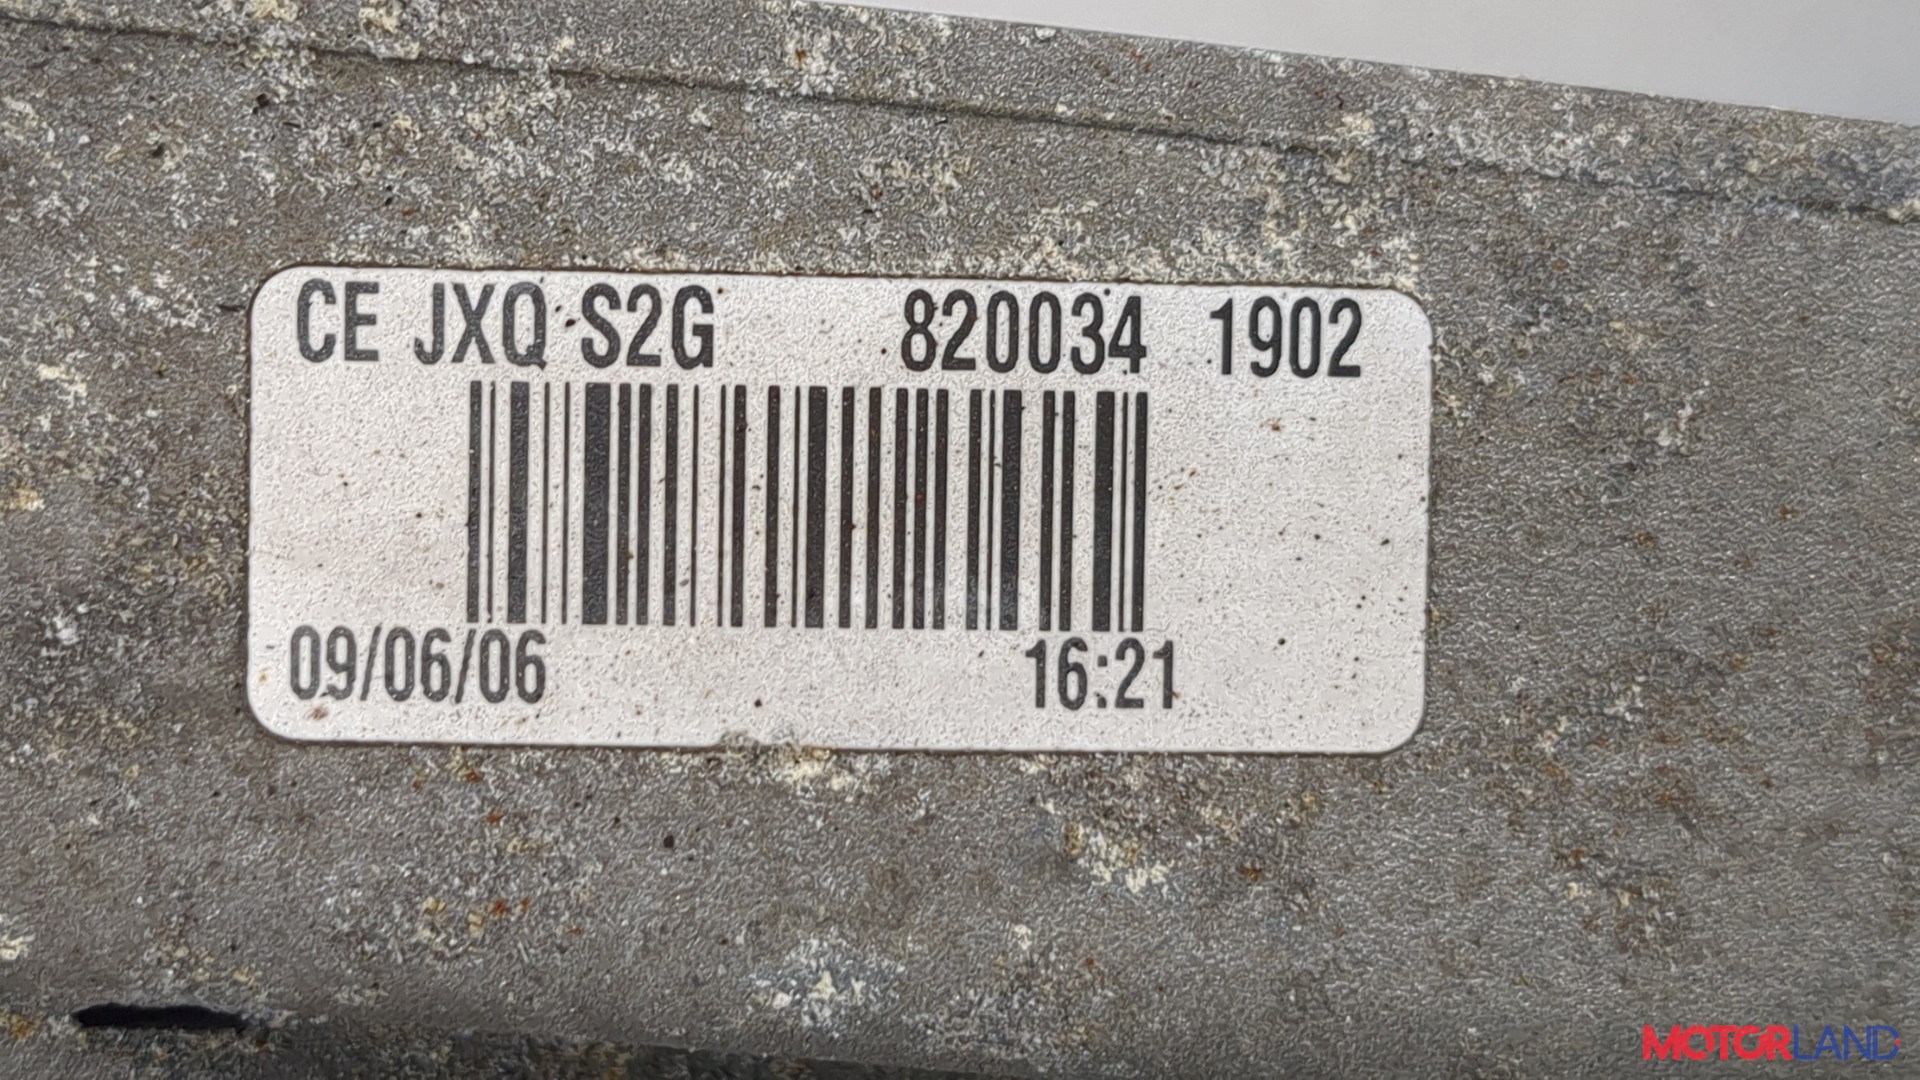 CE JXQ S2G 820034 1902
09/06/06 16:21
MOTORLAND